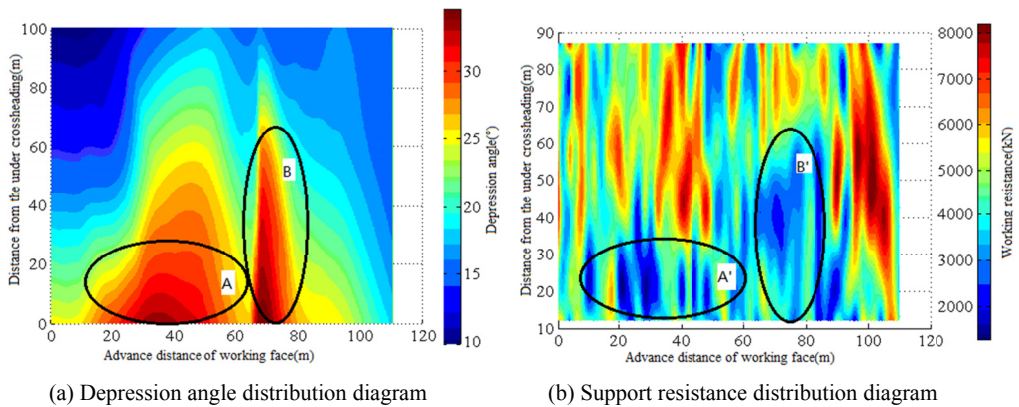 100
80
60
40
20
0
0 20 40 60 80 100 120
Distance from the under crossheading(m)
Advance distance of working face(m)
A
B
30
25
20
15
10
Depression angle(°)
90
80
70
60
50
40
30
20
10
0 20 40 60 80 100 120
Distance from the under crossheading(m)
Advance distance of working face(m)
A'
B'
8000
7000
6000
5000
4000
3000
2000
Working resistance(kN)
(a) Depression angle distribution diagram
(b) Support resistance distribution diagram